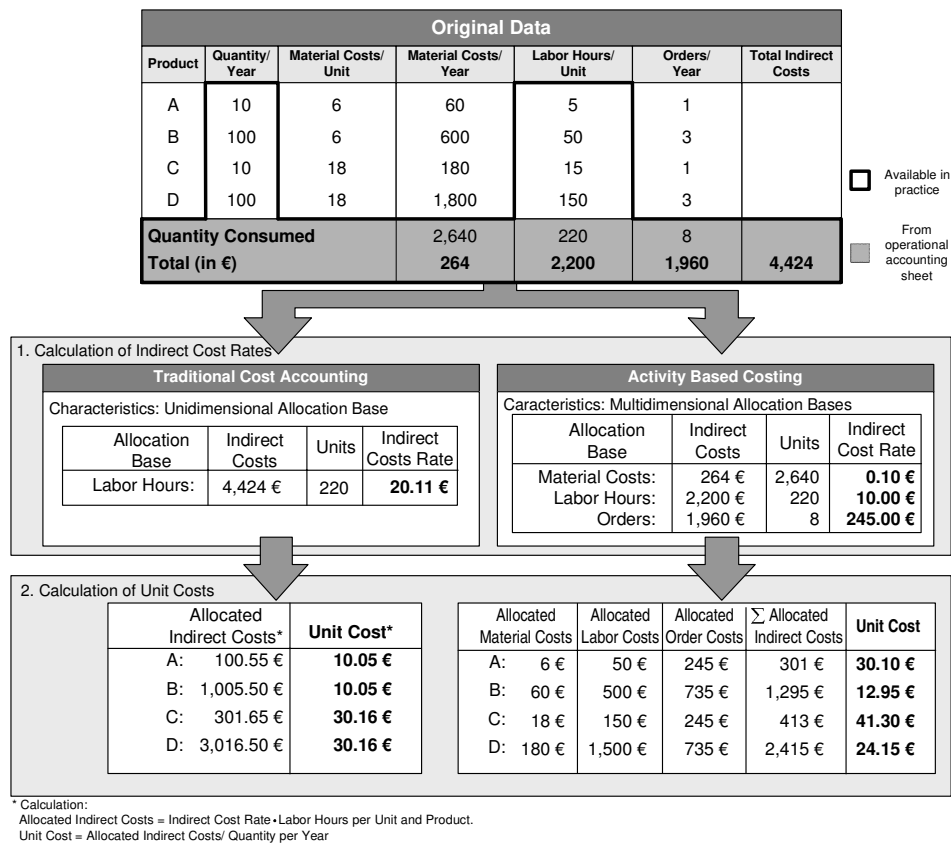 Original Data
Product Quantity/ Year Material Costs/ Unit Material Costs/ Year Labor Hours/ Unit Orders/ Year Total Indirect Costs
A 10 6 60 5 1
B 100 6 600 50 3
C 10 18 180 15 1
D 100 18 1,800 150 3
Quantity Consumed 2,640 220 8
Total (in €) 264 2,200 1,960 4,424
Available in
practice
From
operational
accounting
sheet
1. Calculation of Indirect Cost Rates
Traditional Cost Accounting
Characteristics: Unidimensional Allocation Base
Allocation Base Indirect Costs Units Indirect Costs Rate
Labor Hours: 4,424 € 220 20.11 €
Activity Based Costing
Caracteristics: Multidimensional Allocation Bases
Allocation Base Indirect Costs Units Indirect Cost Rate
Material Costs: 264 € 2,640 0.10 €
Labor Hours: 2,200 € 220 10.00 €
Orders: 1,960 € 8 245.00 €
2. Calculation of Unit Costs
Allocated Indirect Costs* Unit Cost*
A: 100.55 € 10.05 €
B: 1,005.50 € 10.05 €
C: 301.65 € 30.16 €
D: 3,016.50 € 30.16 €
Allocated Material Costs Allocated Labor Costs Allocated Order Costs ∑ Allocated Indirect Costs Unit Cost
A: 6 € 50 € 245 € 301 € 30.10 €
B: 60 € 500 € 735 € 1,295 € 12.95 €
C: 18 € 150 € 245 € 413 € 41.30 €
D: 180 € 1,500 € 735 € 2,415 € 24.15 €
* Calculation:
Allocated Indirect Costs = Indirect Cost Rate•Labor Hours per Unit and Product.
Unit Cost = Allocated Indirect Costs/ Quantity per Year